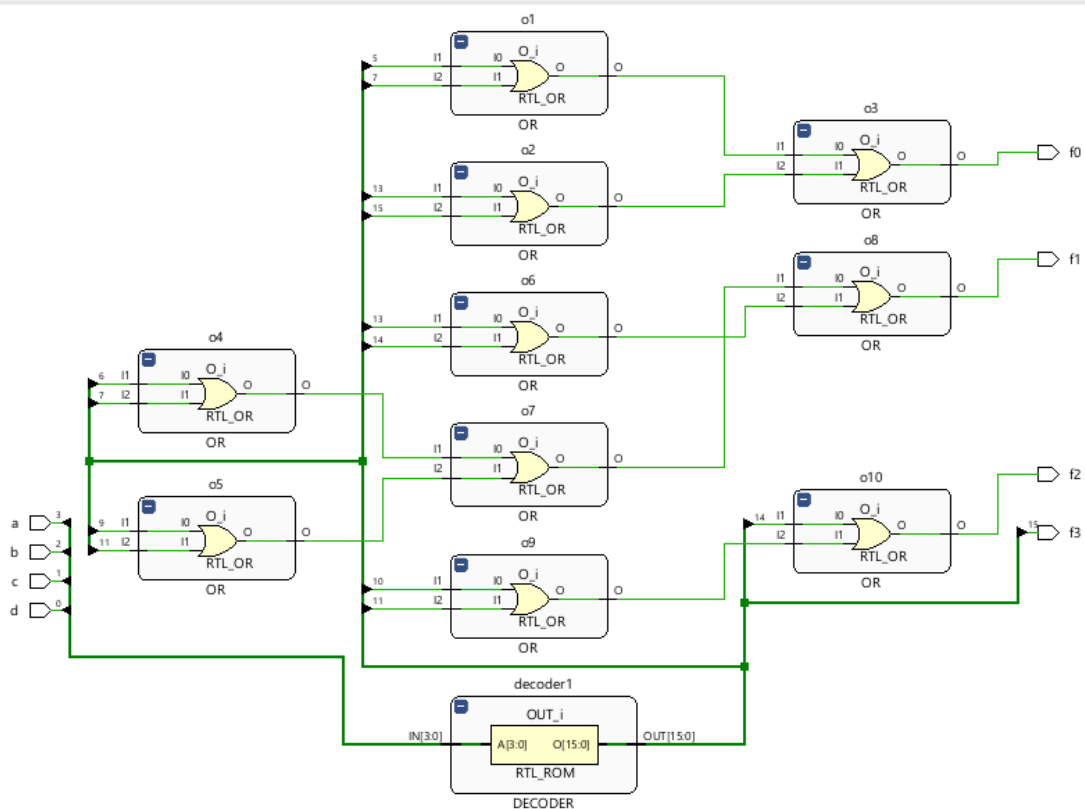 o1
5 I1 I0 O_i O O
7 I2 I1
RTL_OR
OR
o2
13 I1 I0 O_i O O
15 I2 I1
RTL_OR
OR
o3
I1 I0 O_i O O f0
I2 I1
RTL_OR
OR
o8
I1 I0 O_i O O f1
I2 I1
RTL_OR
OR
o6
13 I1 I0 O_i O O
14 I2 I1
RTL_OR
OR
o4
6 I1 I0 O_i O O
7 I2 I1
RTL_OR
OR
o7
I1 I0 O_i O O
I2 I1
RTL_OR
OR
o5
9 I1 I0 O_i O O
11 I2 I1
RTL_OR
OR
a 3
b 2
c 1
d 0
o10
14 I1 I0 O_i O O f2
I2 I1
RTL_OR
OR
15 f3
o9
10 I1 I0 O_i O O
11 I2 I1
RTL_OR
OR
decoder1
OUT_i
IN[3:0] A[3:0] O[15:0] OUT[15:0]
RTL_ROM
DECODER